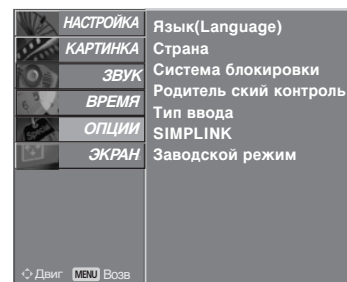 НАСТРОЙКА
КАРТИНКА
ЗВУК
ВРЕМЯ
ОПЦИИ
ЭКРАН
Язык(Language)
Страна
Система блокировки
Родитель ский контроль
Тип ввода
SIMPLINK
Заводской режим
Двиг MENU Возв